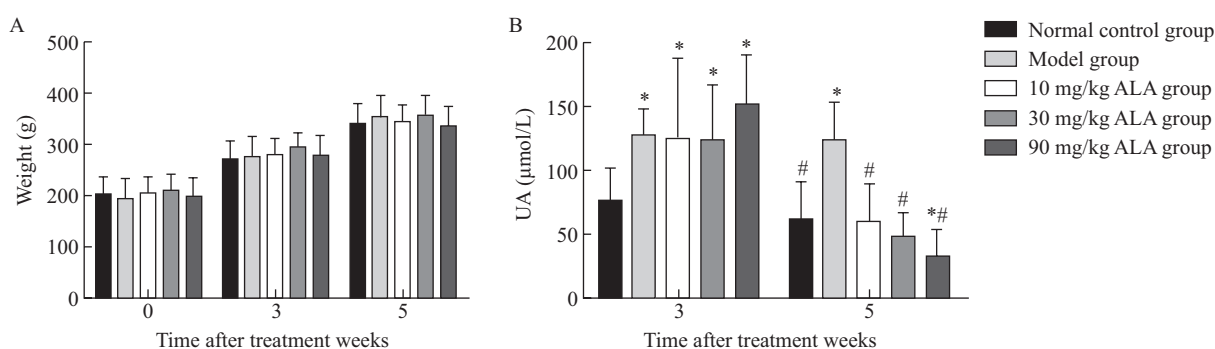 A
500
400
300
200
100
0
Weight (g)
0
3
5
Time after treatment weeks
B
200
150
100
50
0
UA (μmol/L)
*
*
*
*
#
*
#
#
*#
3
5
Time after treatment weeks
Normal control group
Model group
10 mg/kg ALA group
30 mg/kg ALA group
90 mg/kg ALA group